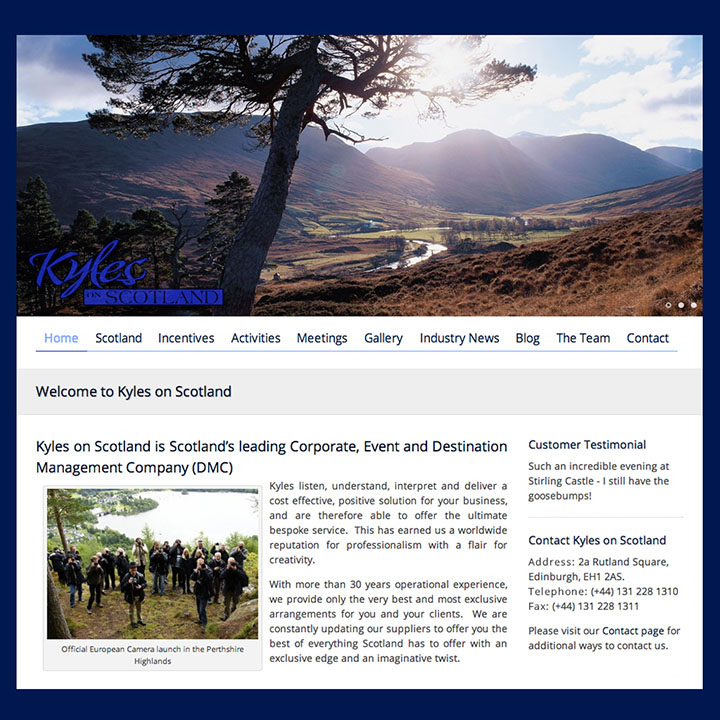 Kyles
ON SCOTLAND
Home Scotland Incentives Activities Meetings Gallery Industry News Blog The Team Contact
Welcome to Kyles on Scotland
Kyles on Scotland is Scotland's leading Corporate, Event and Destination
Management Company (DMC)
Kyles listen, understand, interpret and deliver a
cost effective, positive solution for your business,
and are therefore able to offer the ultimate
bespoke service. This has earned us a worldwide
reputation for professionalism with a flair for
creativity.
With more than 30 years operational experience,
we provide only the very best and most exclusive
arrangements for you and your clients. We are
constantly updating our suppliers to offer you the
best of everything Scotland has to offer with an
exclusive edge and an imaginative twist.
Official European Camera launch in the Perthshire
Highlands
Customer Testimonial
Such an incredible evening at
Stirling Castle - I still have the
goosebumps!
Contact Kyles on Scotland
Address: 2a Rutland Square,
Edinburgh, EH1 2AS.
Telephone: (+44) 131 228 1310
Fax: (+44) 131 228 1311
Please visit our Contact page for
additional ways to contact us.